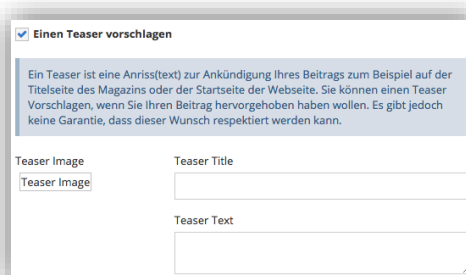 Einen Teaser vorschlagen
Ein Teaser ist eine Anriss(text) zur Ankündigung Ihres Beitrags zum Beispiel auf der
Titelseite des Magazins oder der Startseite der Webseite. Sie können einen Teaser
Vorschlagen, wenn Sie Ihren Beitrag hervorgehoben haben wollen. Es gibt jedoch
keine Garantie, dass dieser Wunsch respektiert werden kann.
Teaser Image
Teaser Image
Teaser Title
Teaser Text